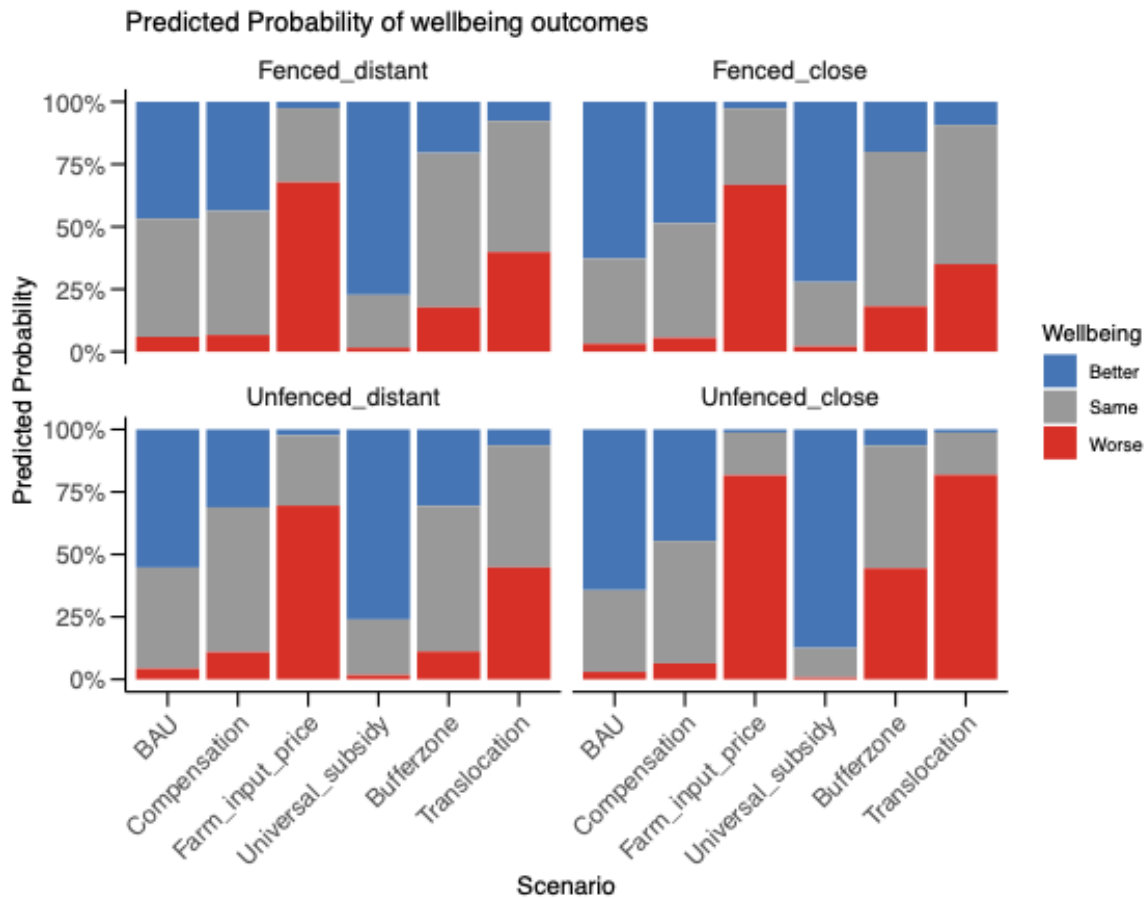 Predicted Probability of wellbeing outcomes
Fenced_distant
Fenced_close
100%
75%
50%
25%
0%
Unfenced_distant
Unfenced_close
100%
75%
50%
25%
0%
Predicted Probability
BAU
Compensation
Farm_input_price
Universal_subsidy
Bufferzone
Translocation
BAU
Compensation
Farm_input_price
Universal_subsidy
Bufferzone
Translocation
Scenario
Wellbeing
Better
Same
Worse